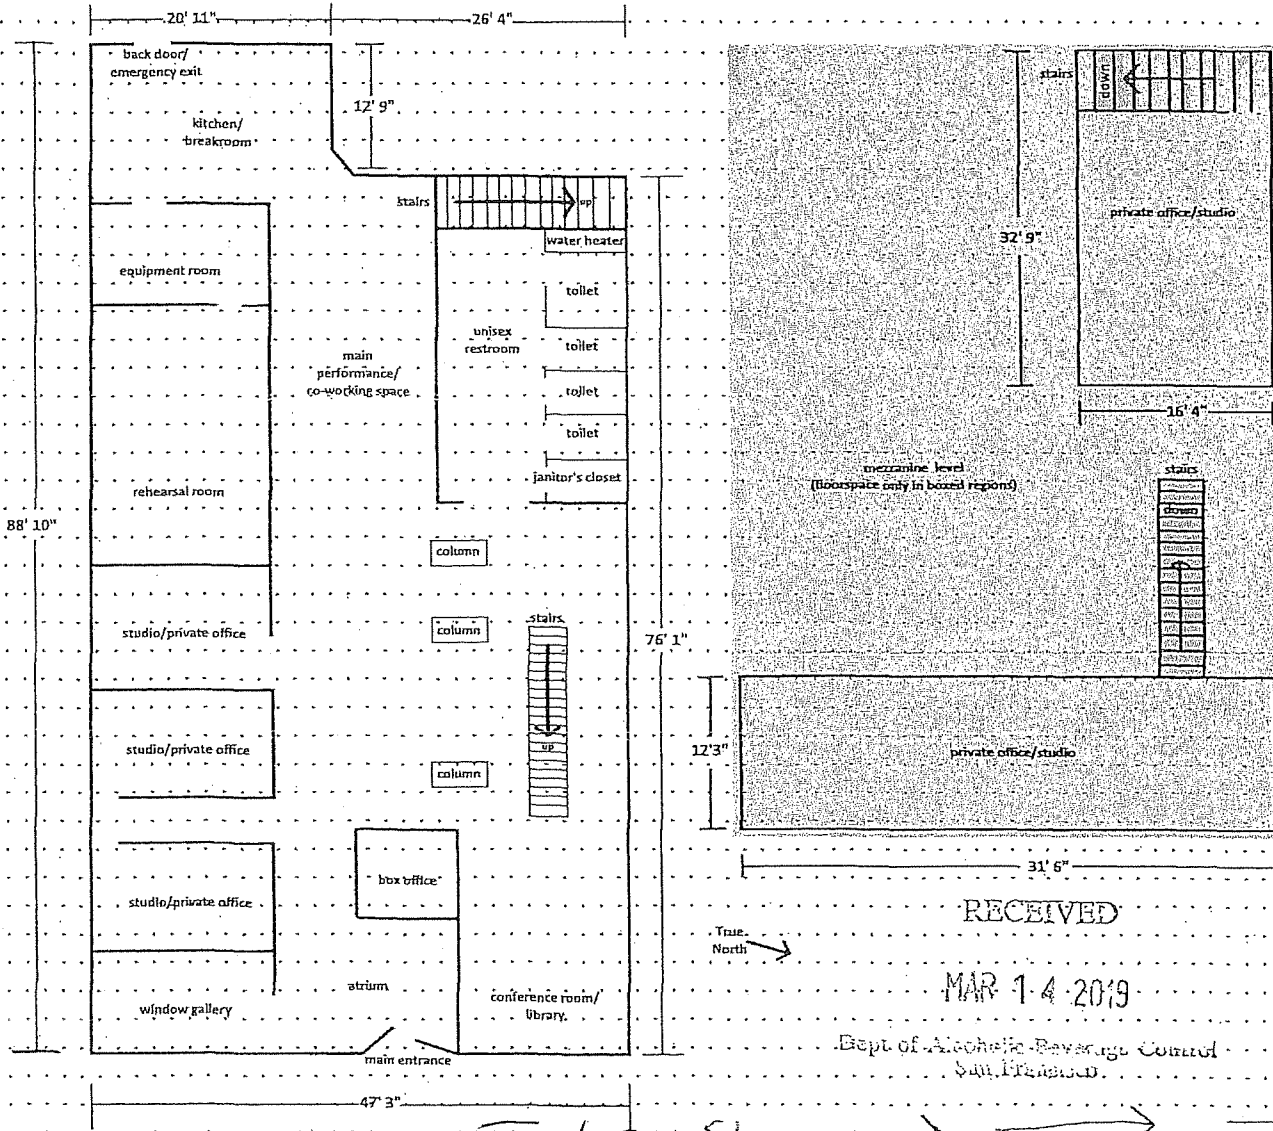 20' 11"
26' 4"
back door/
emergency exit
12' 9"
kitchen/
breakroom
stairs
up
water heater
equipment room
toilet
unisex
restroom
toilet
main
performance/
co-working space
toilet
toilet
janitor's closet
rehearsal room
88' 10"
column
stairs
column
studio/private office
76' 1"
studio/private office
up
column
box office
studio/private office
atrium
conference room/
library
window gallery
main entrance
47' 3"
stairs
down
private office/studio
32' 9"
16' 4"
mezzanine level
(floorspace only in boxed regions)
stairs
down
12'3"
private office/studio
31' 6"
True
North
RECEIVED
MAR 14 2019
Dept of Alcoholic Beverage Control
San Francisco